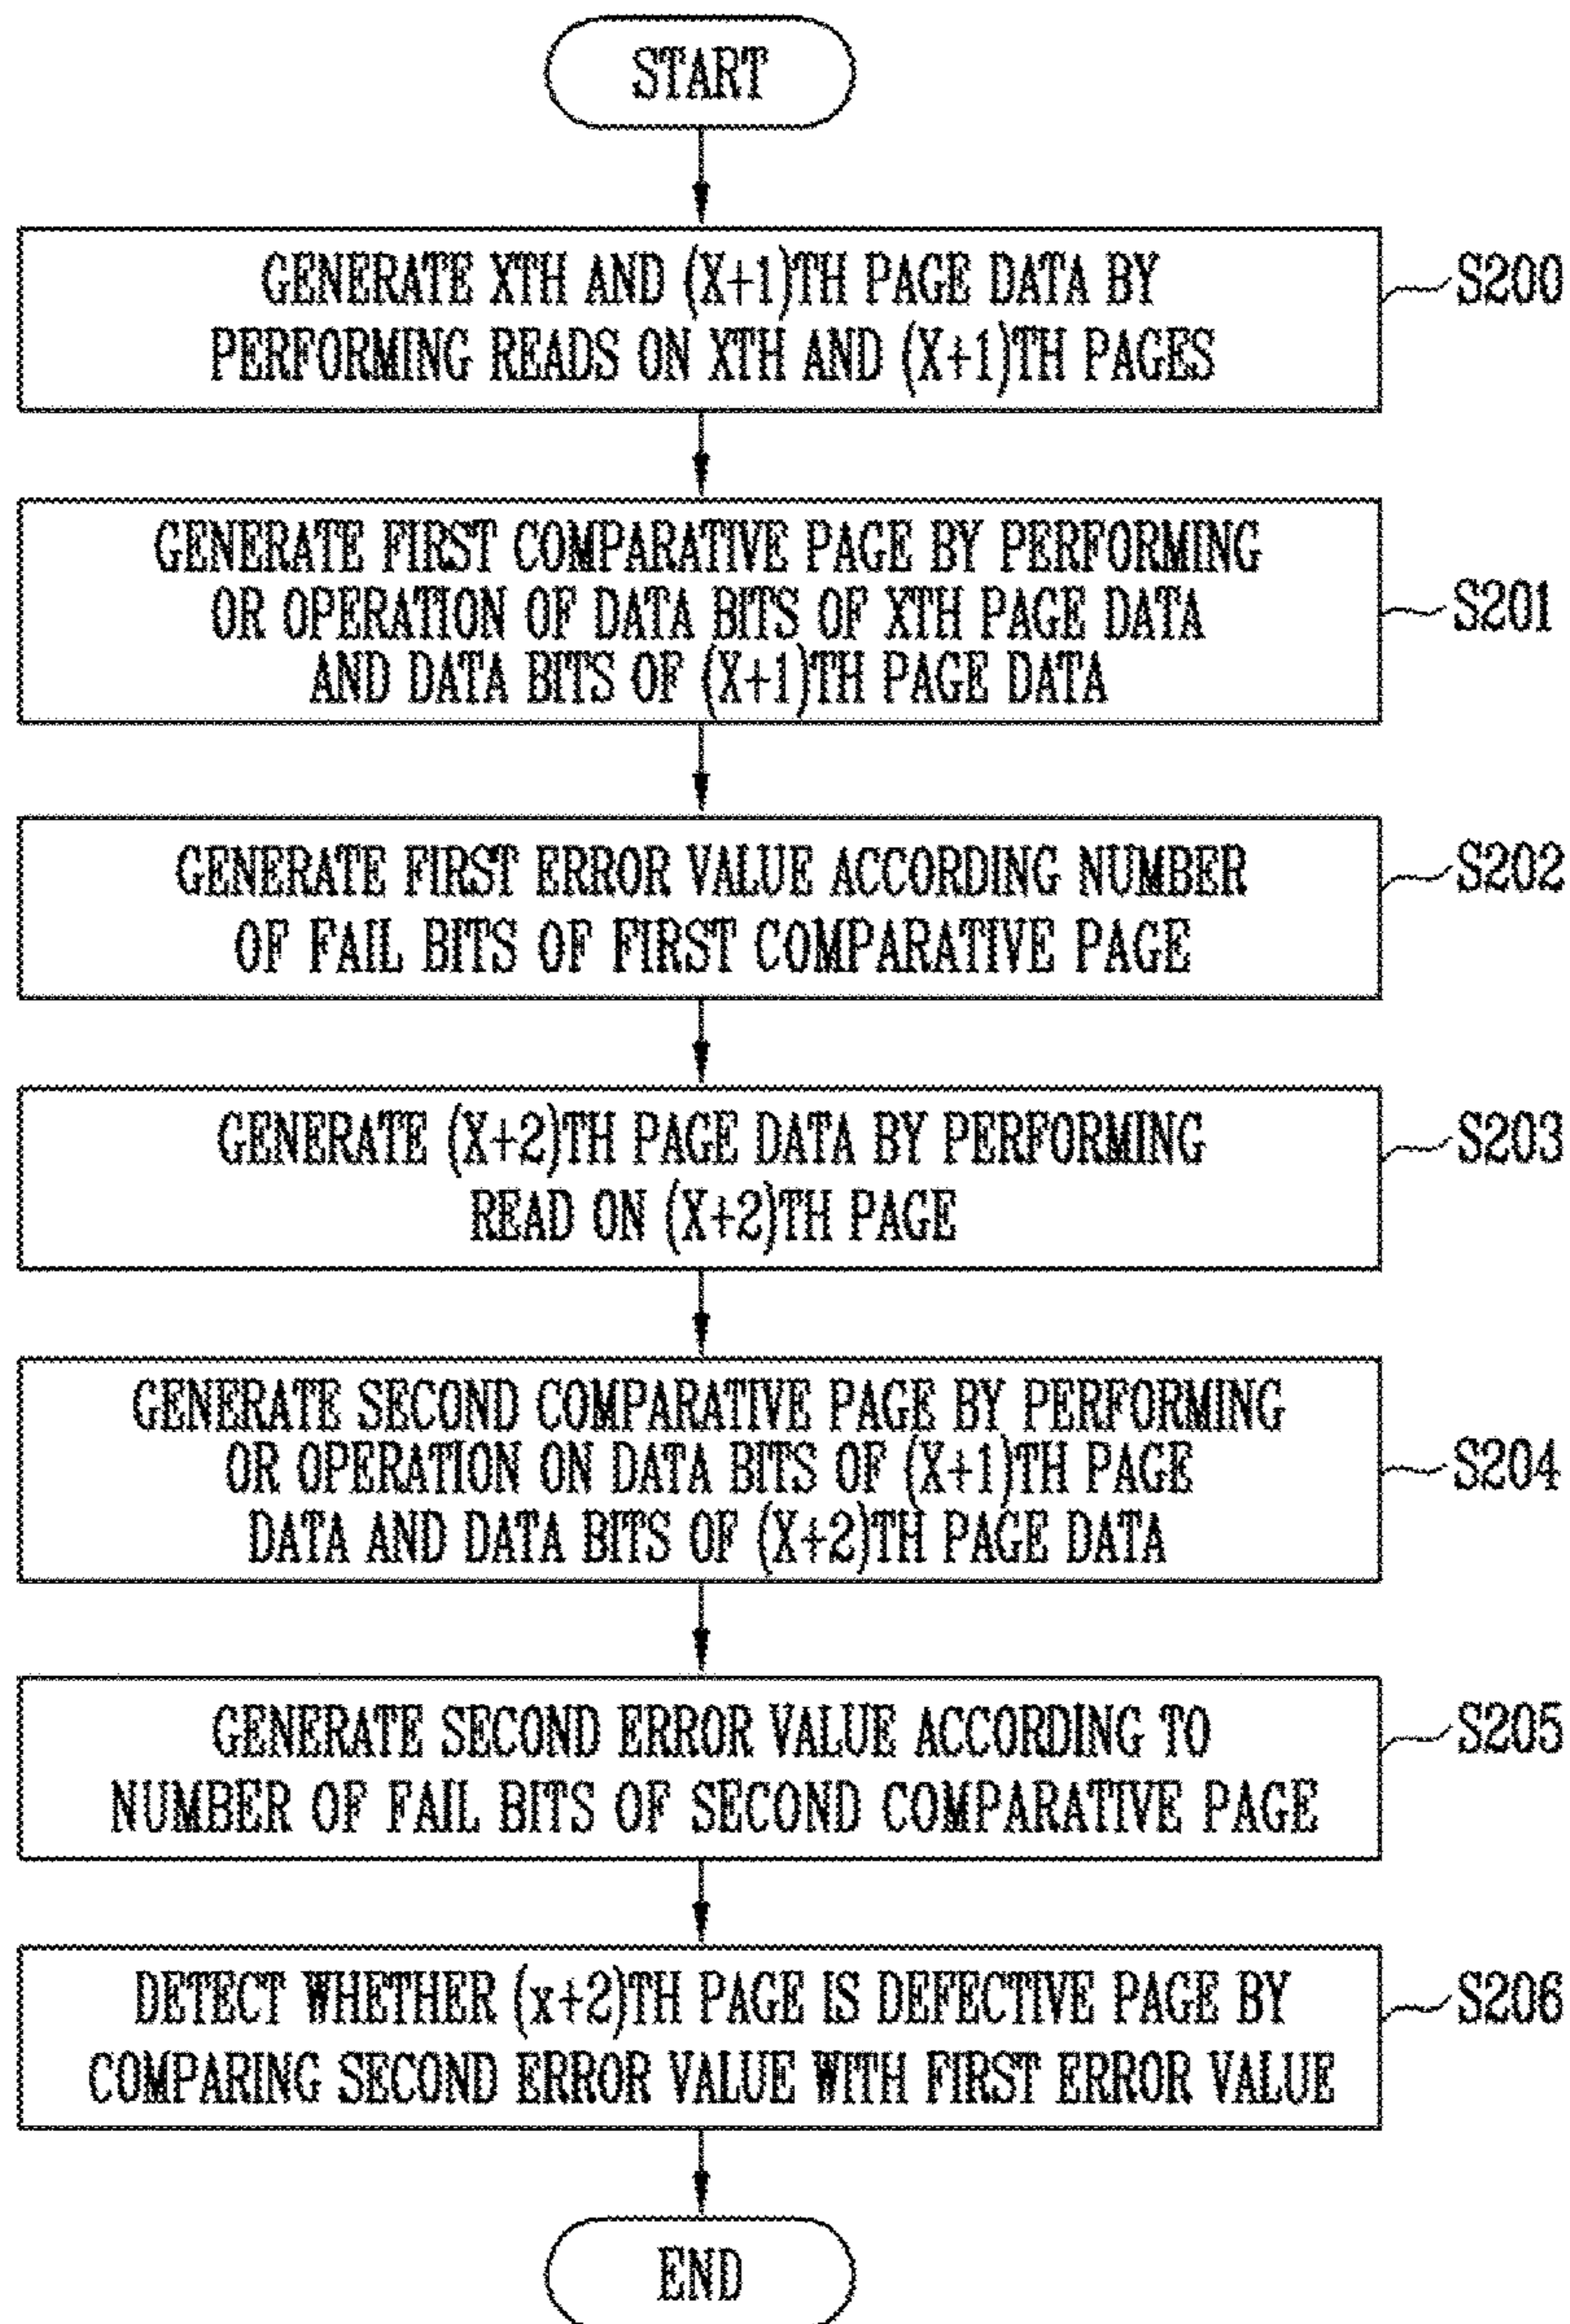 START
GENERATE XTH AND (X+1)TH PAGE DATA BY
PERFORMING READS ON XTH AND (X+1)TH PAGES
S200
GENERATE FIRST COMPARATIVE PAGE BY PERFORMING
OR OPERATION OF DATA BITS OF XTH PAGE DATA
AND DATA BITS OF (X+1)TH PAGE DATA
S201
GENERATE FIRST ERROR VALUE ACCORDING NUMBER
OF FAIL BITS OF FIRST COMPARATIVE PAGE
S202
GENERATE (X+2)TH PAGE DATA BY PERFORMING
READ ON (X+2)TH PAGE
S203
GENERATE SECOND COMPARATIVE PAGE BY PERFORMING
OR OPERATION ON DATA BITS OF (X+1)TH PAGE
DATA AND DATA BITS OF (X+2)TH PAGE DATA
S204
GENERATE SECOND ERROR VALUE ACCORDING TO
NUMBER OF FAIL BITS OF SECOND COMPARATIVE PAGE
S205
DETECT WHETHER (x+2)TH PAGE IS DEFECTIVE PAGE BY
COMPARING SECOND ERROR VALUE WITH FIRST ERROR VALUE
S206
END